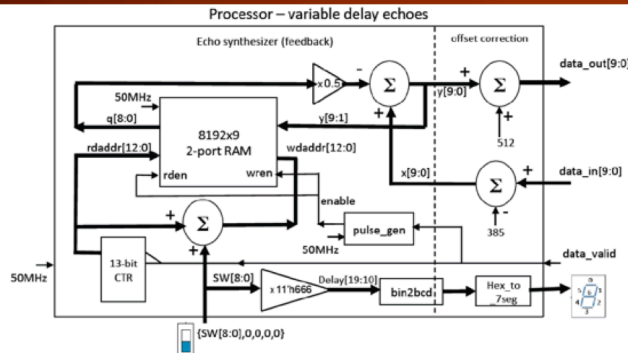 Processor – variable delay echoes
Echo synthesizer (feedback)
offset correction
data_out[9:0]
x 0.5
-
Σ
+
y[9:0]
+
Σ
+
512
50MHz
q[8:0]
8192x9
2-port RAM
y[9:1]
+
rdaddr[12:0]
wdaddr[12:0]
rden
wren
x[9:0]
Σ
+
data_in[9:0]
-
385
enable
+
Σ
+
pulse_gen
50MHz
data_valid
50MHz
13-bit
CTR
SW[8:0]
x 11'h666
Delay[19:10]
bin2bcd
Hex_to
_7seg
{SW[8:0],0,0,0,0}